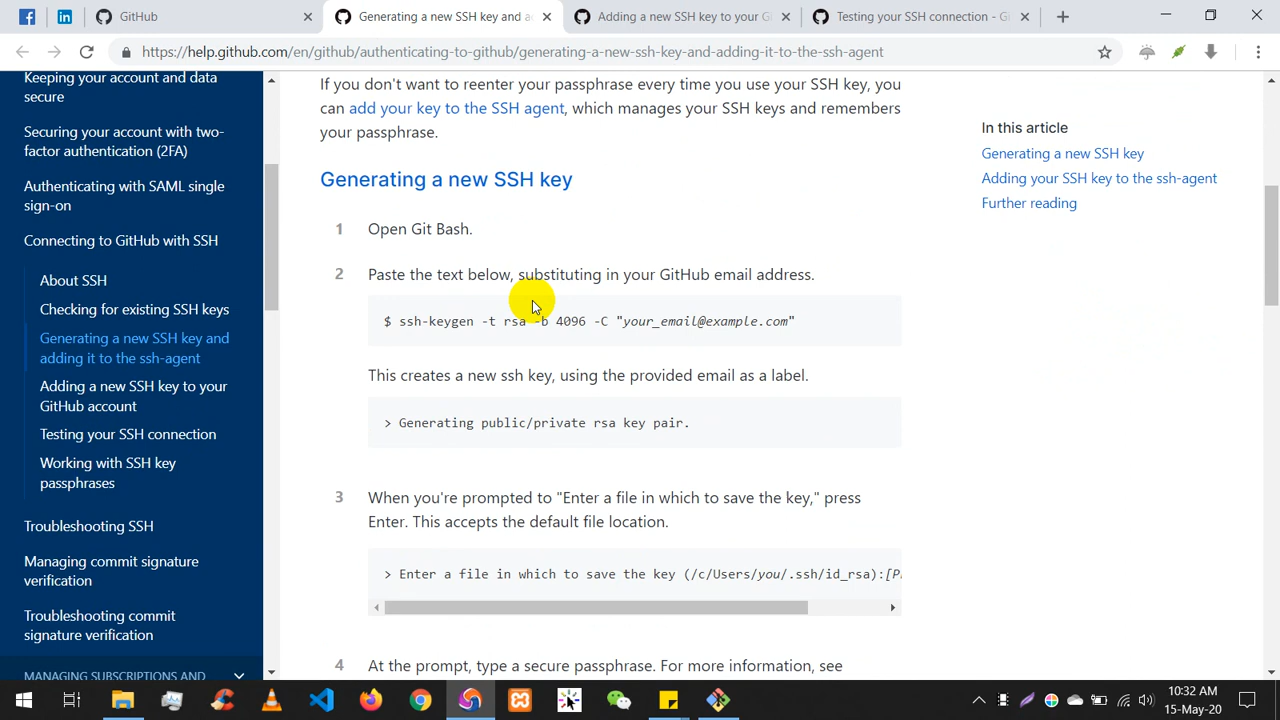 GitHub
Generating a new SSH key and a
Adding a new SSH key to your G
Testing your SSH connection - Gi
https://help.github.com/en/github/authenticating-to-github/generating-a-new-ssh-key-and-adding-it-to-the-ssh-agent
Keeping your account and data
secure
Securing your account with two-
factor authentication (2FA)
Authenticating with SAML single
sign-on
Connecting to GitHub with SSH
About SSH
Checking for existing SSH keys
Generating a new SSH key and
adding it to the ssh-agent
Adding a new SSH key to your
GitHub account
Testing your SSH connection
Working with SSH key
passphrases
Troubleshooting SSH
Managing commit signature
verification
Troubleshooting commit
signature verification
MANAGING SUBSCRIPTIONS AND
If you don't want to reenter your passphrase every time you use your SSH key, you
can add your key to the SSH agent, which manages your SSH keys and remembers
your passphrase.
Generating a new SSH key
1 Open Git Bash.
2 Paste the text below, substituting in your GitHub email address.
$ ssh-keygen -t rsa -b 4096 -C "your_email@example.com"
This creates a new ssh key, using the provided email as a label.
> Generating public/private rsa key pair.
3 When you're prompted to "Enter a file in which to save the key," press
Enter. This accepts the default file location.
> Enter a file in which to save the key (/c/Users/you/.ssh/id_rsa):[P
4 At the prompt, type a secure passphrase. For more information, see
In this article
Generating a new SSH key
Adding your SSH key to the ssh-agent
Further reading
10:32 AM
15-May-20